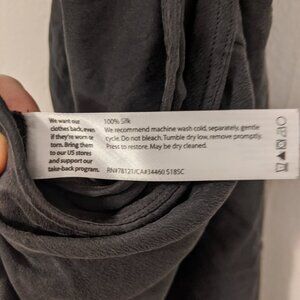 We want our
clothes back, even
if they're worn or
torn. Bring them
to our US stores
and support our
take-back program.
100% Silk
We recommend machine wash cold, separately, gentle
cycle. Do not bleach. Tumble dry low, remove promptly.
Press to restore. May be dry cleaned.
RN#78121/CA#34460 S185C